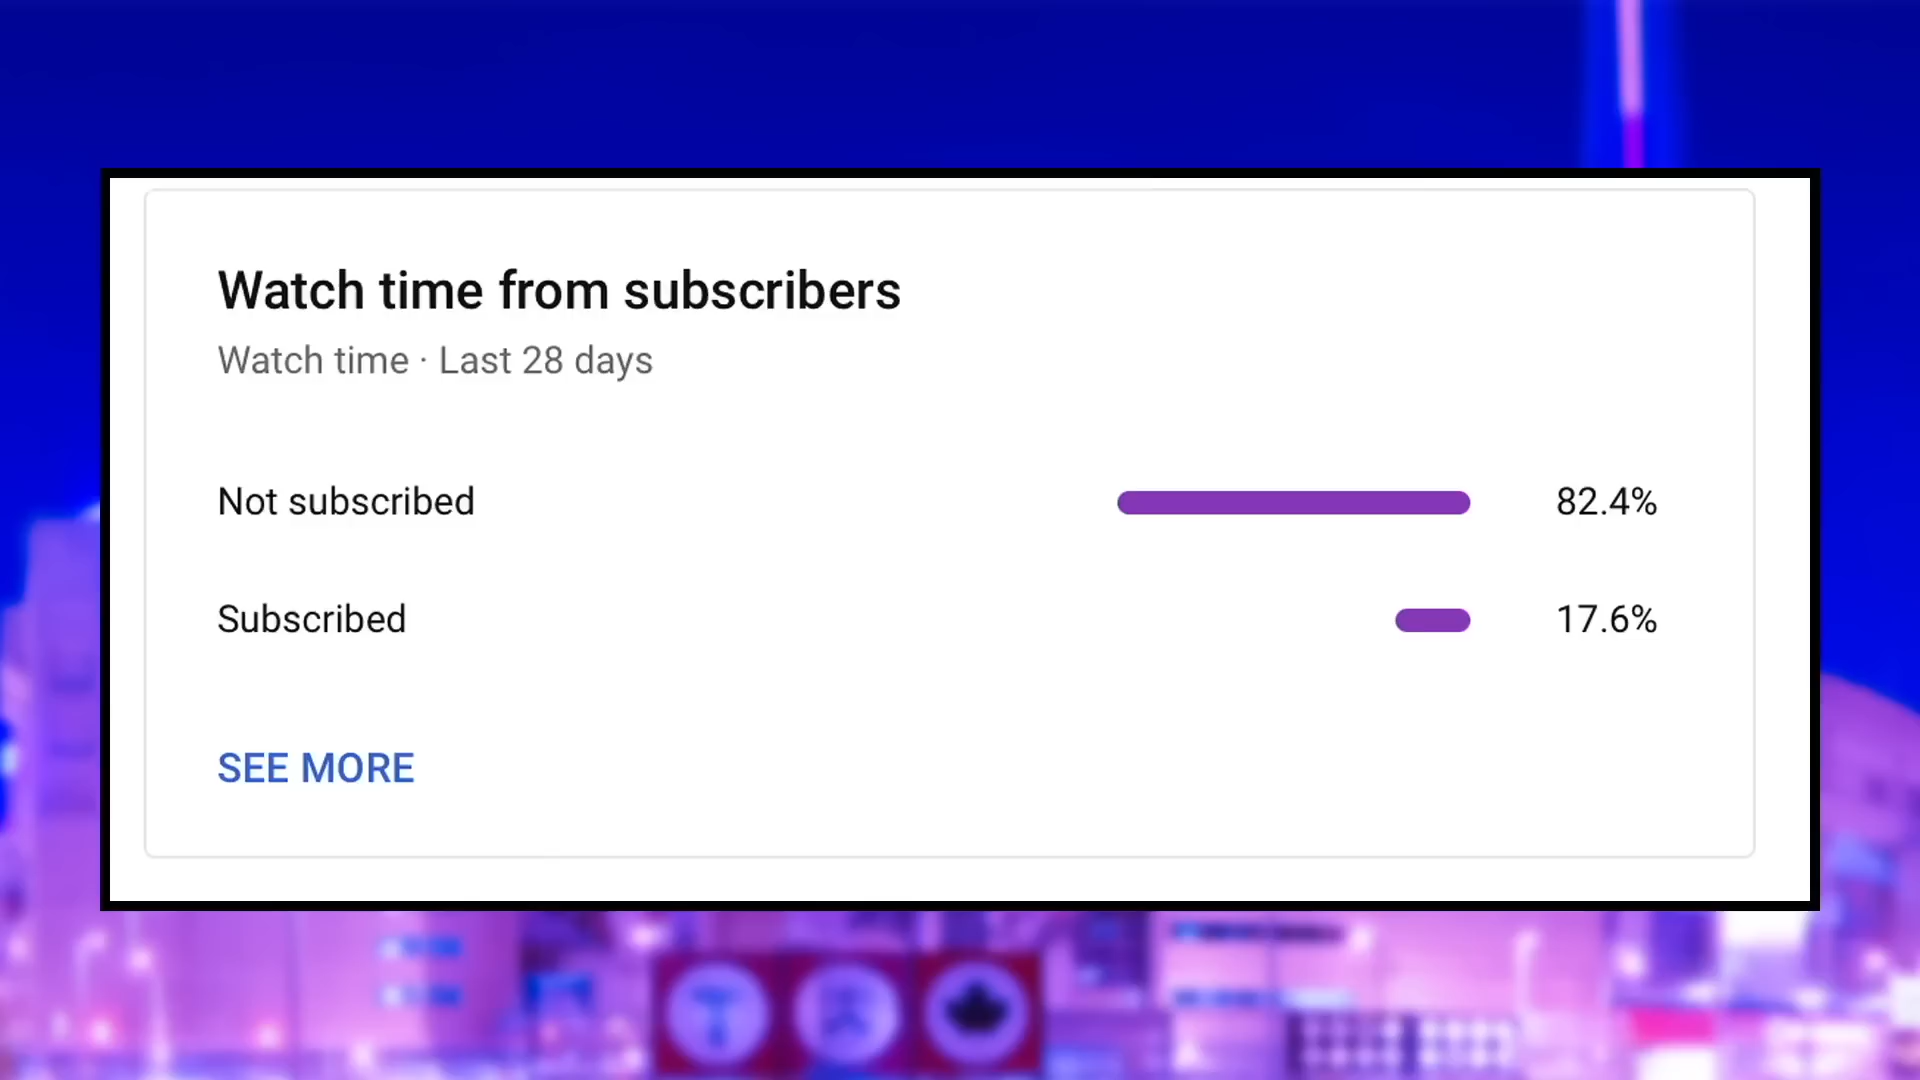 Watch time from subscribers
Watch time · Last 28 days
Not subscribed 82.4%
Subscribed 17.6%
SEE MORE